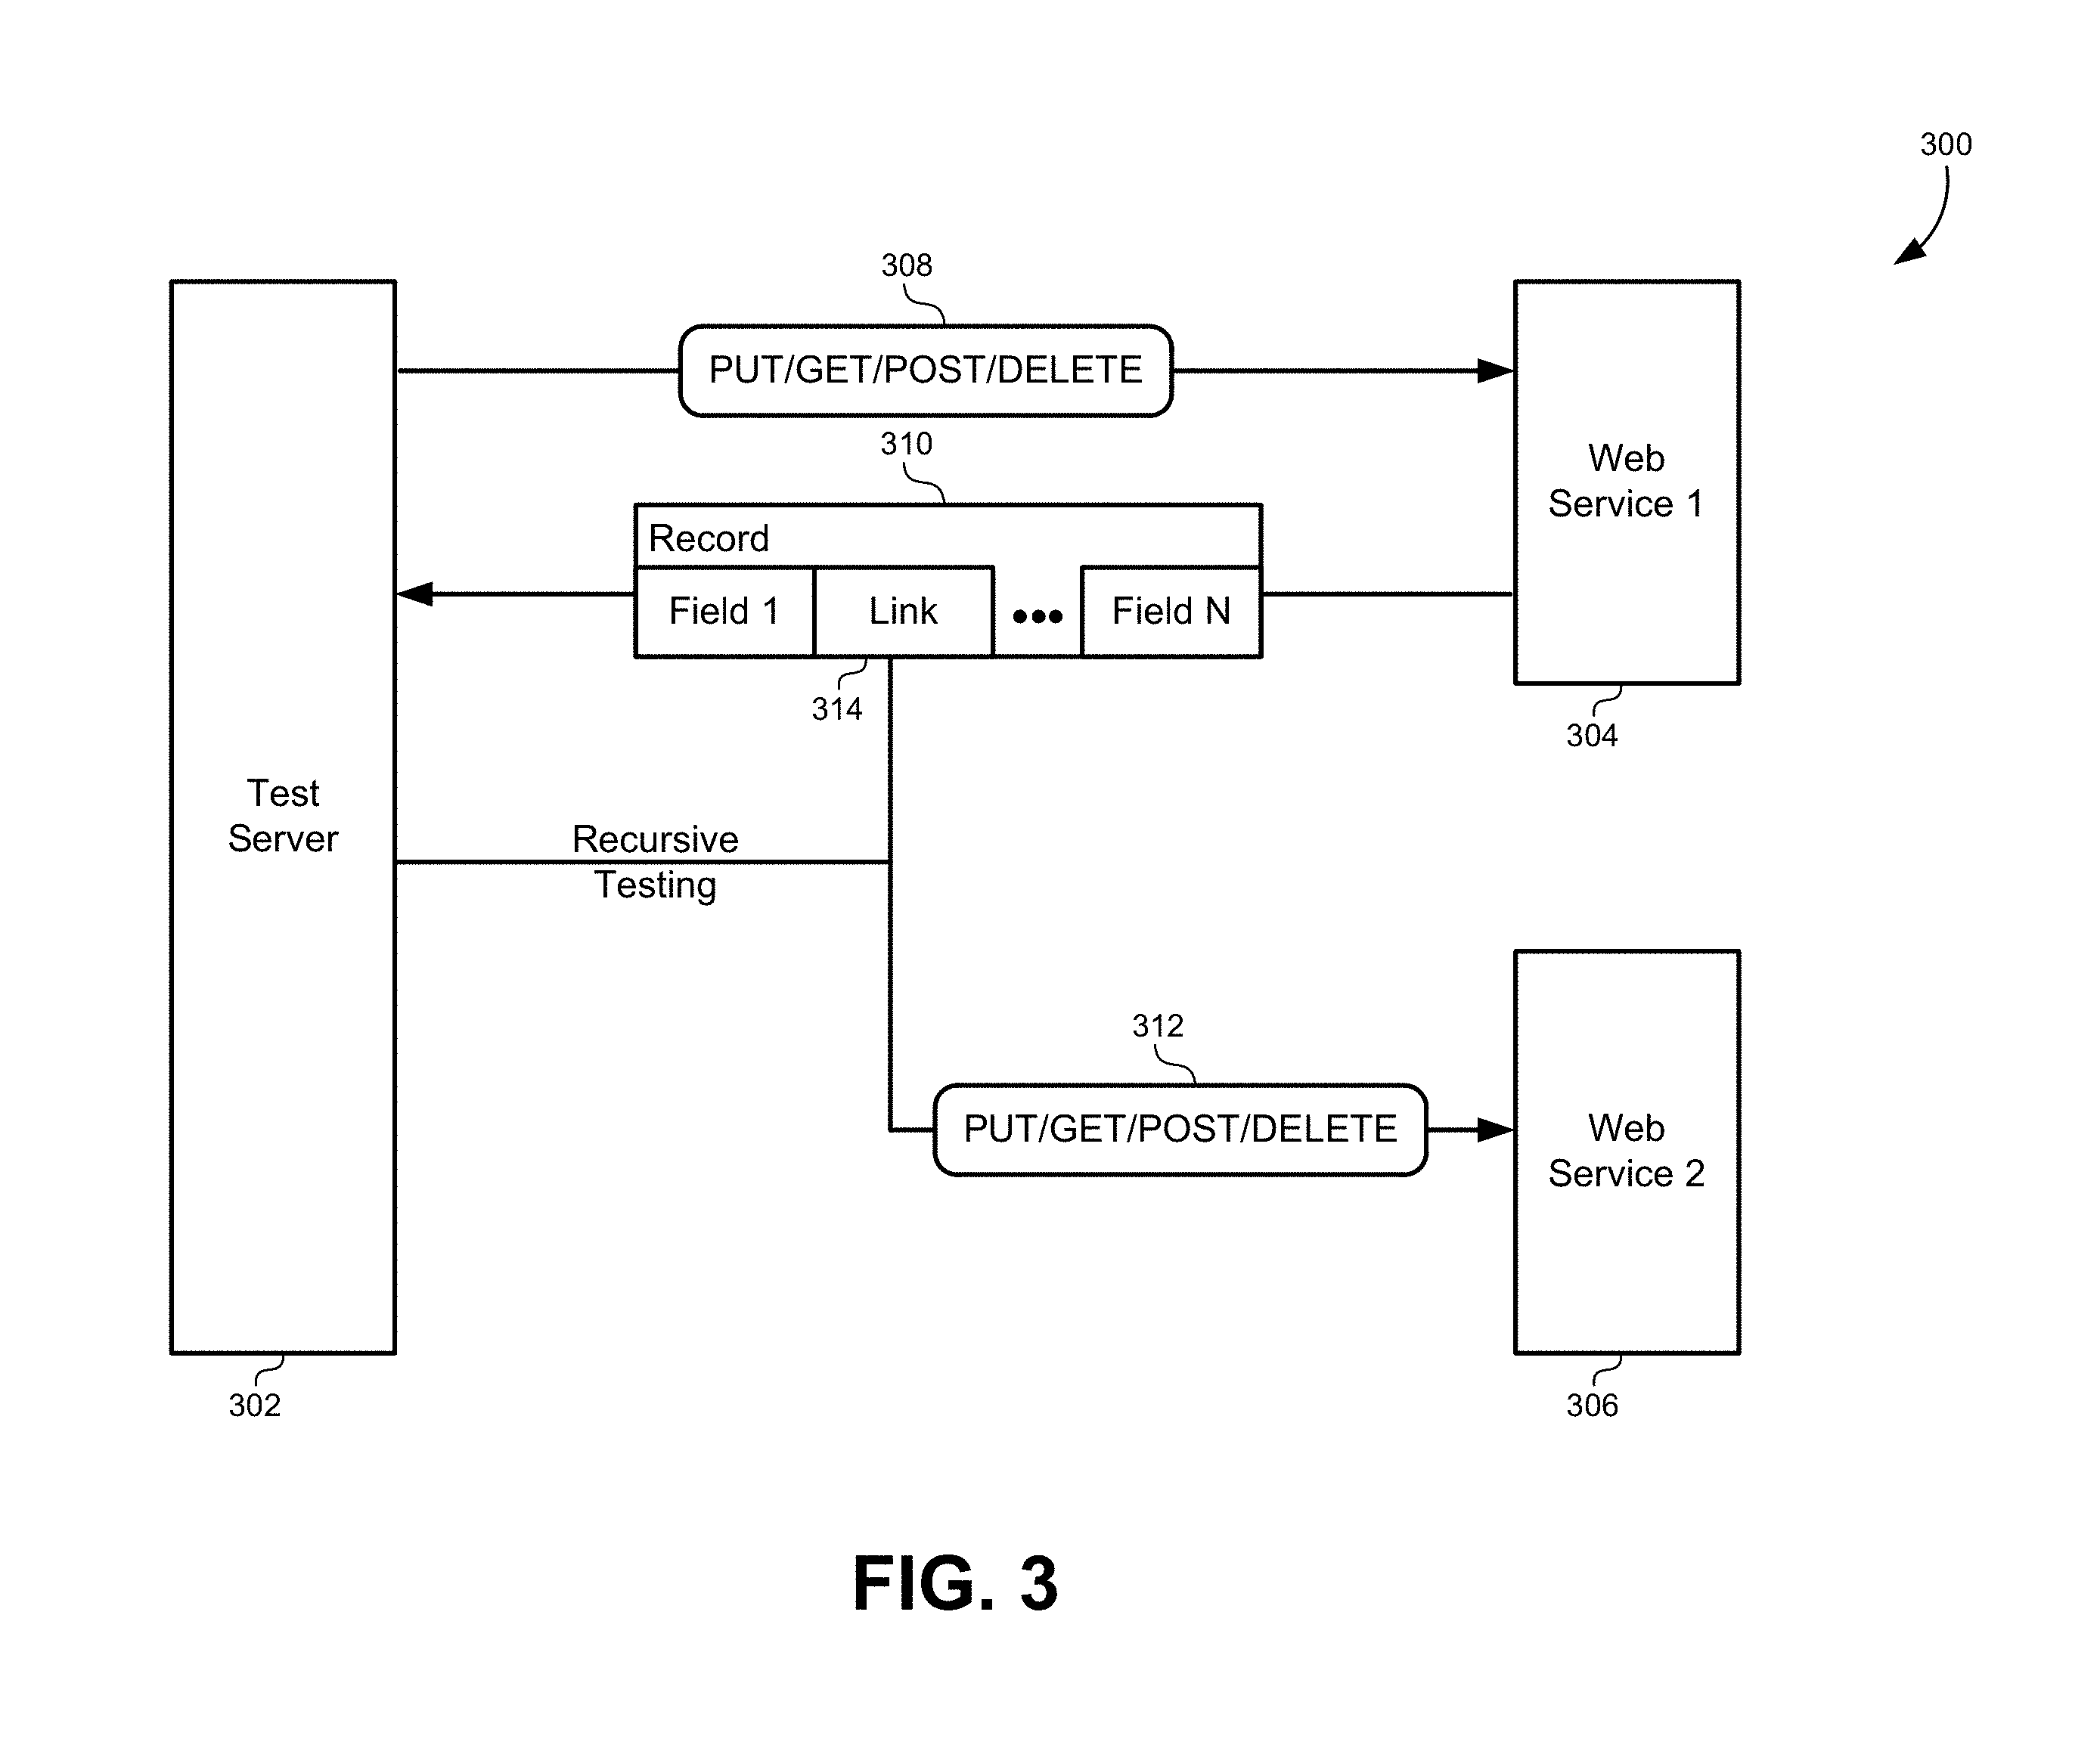 300
308
PUT/GET/POST/DELETE
310
Record
Field 1
Link
•••
Field N
314
Web
Service 1
304
Test
Server
Recursive
Testing
312
PUT/GET/POST/DELETE
Web
Service 2
302
306
FIG. 3